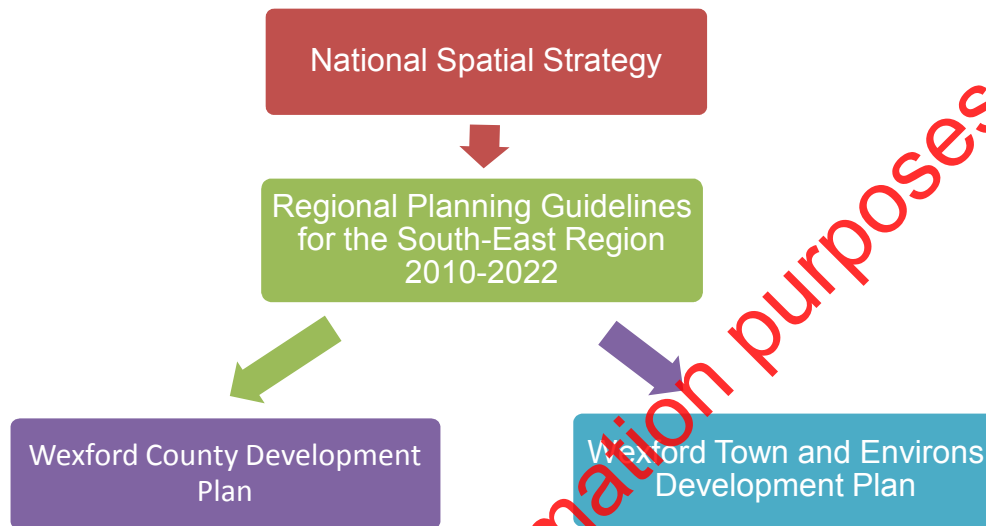 National Spatial Strategy
Regional Planning Guidelines
for the South-East Region
2010-2022
Wexford County Development
Plan
Wexford Town and Environs
Development Plan
mation purposes